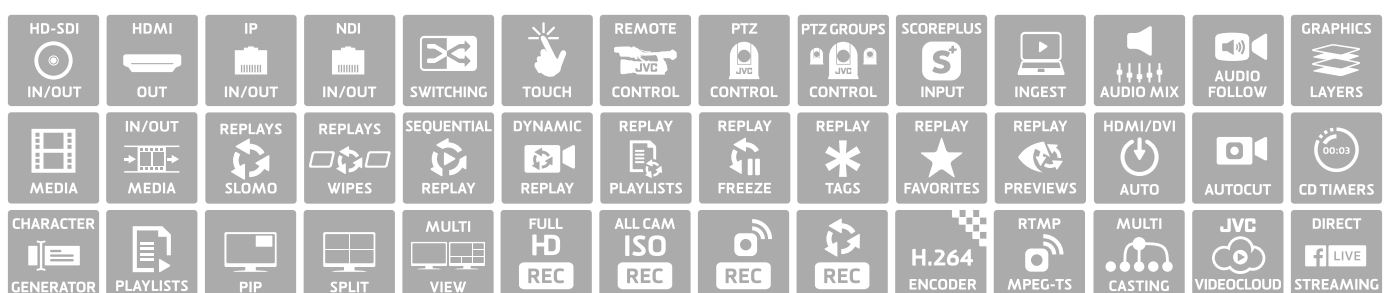 HD-SDI
IN/OUT
HDMI
OUT
IP
IN/OUT
NDI
IN/OUT
SWITCHING
TOUCH
REMOTE
JVC
CONTROL
PTZ
JVC
CONTROL
PTZ GROUPS
JVC
CONTROL
SCOREPLUS
S+
INPUT
INGEST
AUDIO MIX
AUDIO
FOLLOW
GRAPHICS
LAYERS
MEDIA
IN/OUT
MEDIA
REPLAYS
SLOMO
REPLAYS
WIPES
SEQUENTIAL
REPLAY
DYNAMIC
REPLAY
REPLAY
PLAYLISTS
REPLAY
FREEZE
REPLAY
TAGS
REPLAY
FAVORITES
REPLAY
PREVIEWS
HDMI/DVI
AUTO
AUTOCUT
00:03
CD TIMERS
CHARACTER
GENERATOR
PLAYLISTS
PIP
SPLIT
MULTI
VIEW
FULL
HD
REC
ALL CAM
ISO
REC
REC
REC
H.264
ENCODER
RTMP
MPEG-TS
MULTI
CASTING
JVC
VIDEOCLOUD
DIRECT
f LIVE
STREAMING